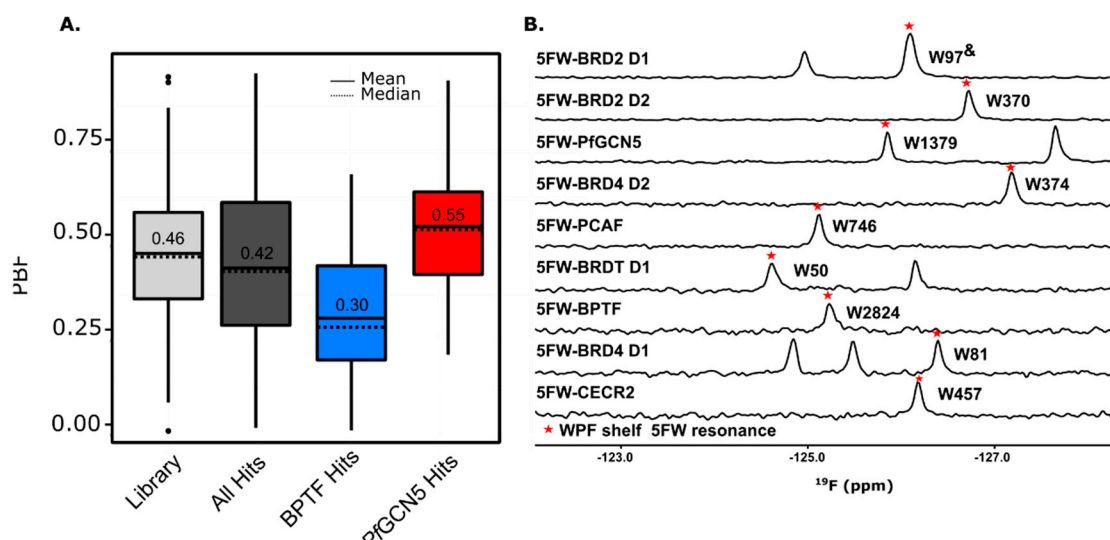 A.
Mean
Median
PBF
0.75
0.50
0.25
0.00
0.46
0.42
0.30
0.55
Library
All Hits
BPTF Hits
PfGCN5 Hits
B.
5FW-BRD2 D1
W97&
5FW-BRD2 D2
W370
5FW-PfGCN5
W1379
5FW-BRD4 D2
W374
5FW-PCAF
W746
5FW-BRDT D1
W50
5FW-BPTF
W2824
5FW-BRD4 D1
W81
5FW-CECR2
W457
★ WPF shelf 5FW resonance
-123.0
-125.0
-127.0
¹⁹F (ppm)